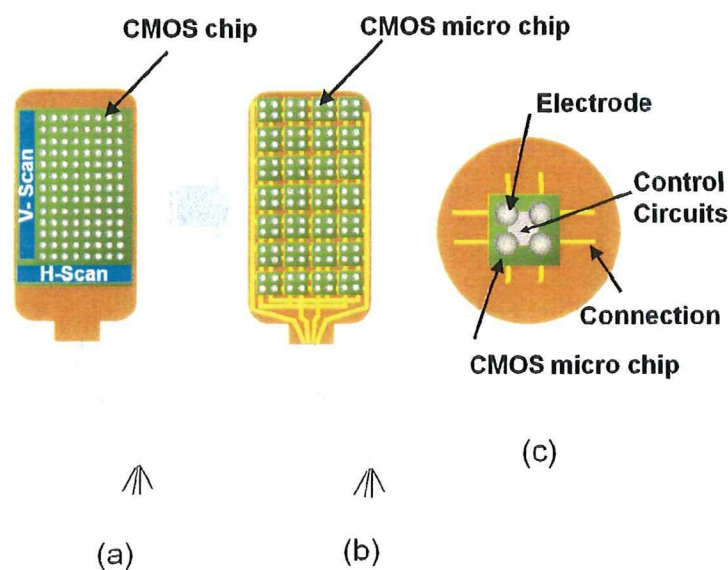 CMOS chip
CMOS micro chip
Electrode
Control
Circuits
V- Scan
H-Scan
Connection
CMOS micro chip
(c)
(a)
(b)